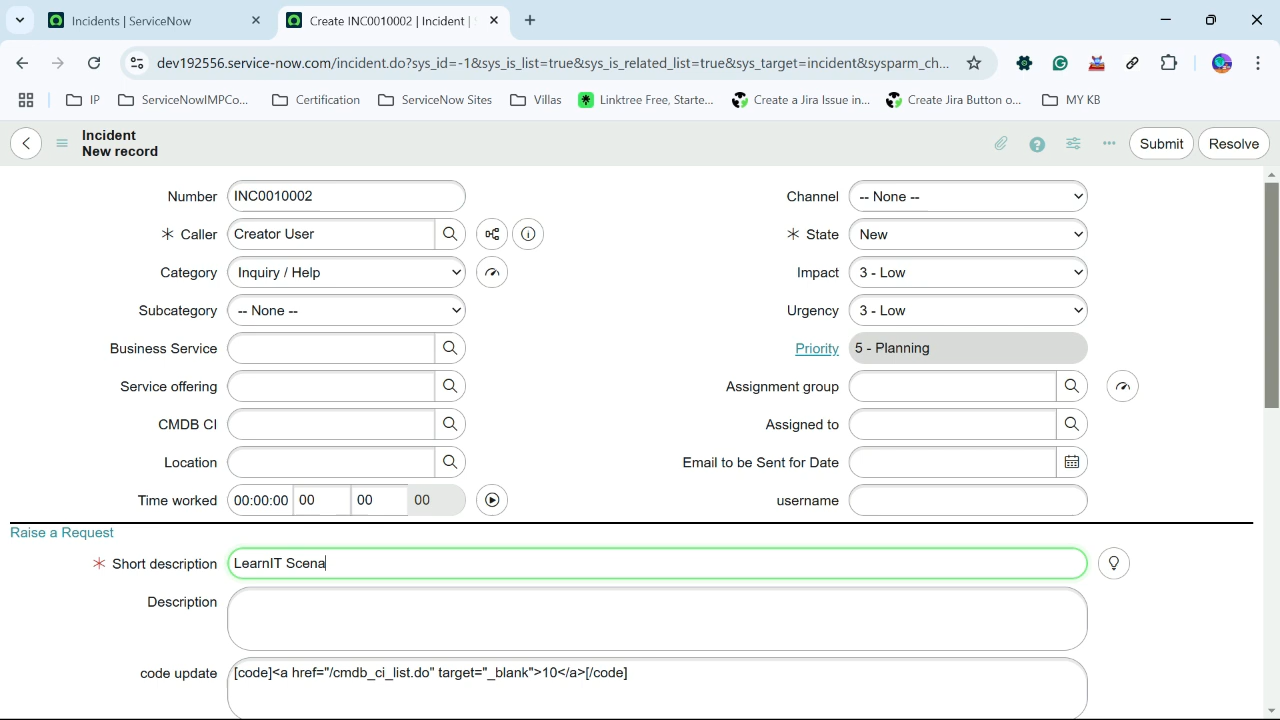 Incidents | ServiceNow
Create INC0010002 | Incident |
dev192556.service-now.com/incident.do?sys_id=-1&sys_is_list=true&sys_is_related_list=true&sys_target=incident&sysparm_ch...
IP ServiceNowIMPCo... Certification ServiceNow Sites Villas Linktree Free, Starte... Create a Jira Issue in... Create Jira Button o... MY KB
Incident
New record
Submit Resolve
Number INC0010002 Channel -- None --
* Caller Creator User * State New
Category Inquiry / Help Impact 3 - Low
Subcategory -- None -- Urgency 3 - Low
Business Service Priority 5 - Planning
Service offering Assignment group
CMDB CI Assigned to
Location Email to be Sent for Date
Time worked 00:00:00 00 00 00 username
Raise a Request
* Short description LearnIT Scena
Description
code update [code]<a href="/cmdb_ci_list.do" target="_blank">10</a>[/code]